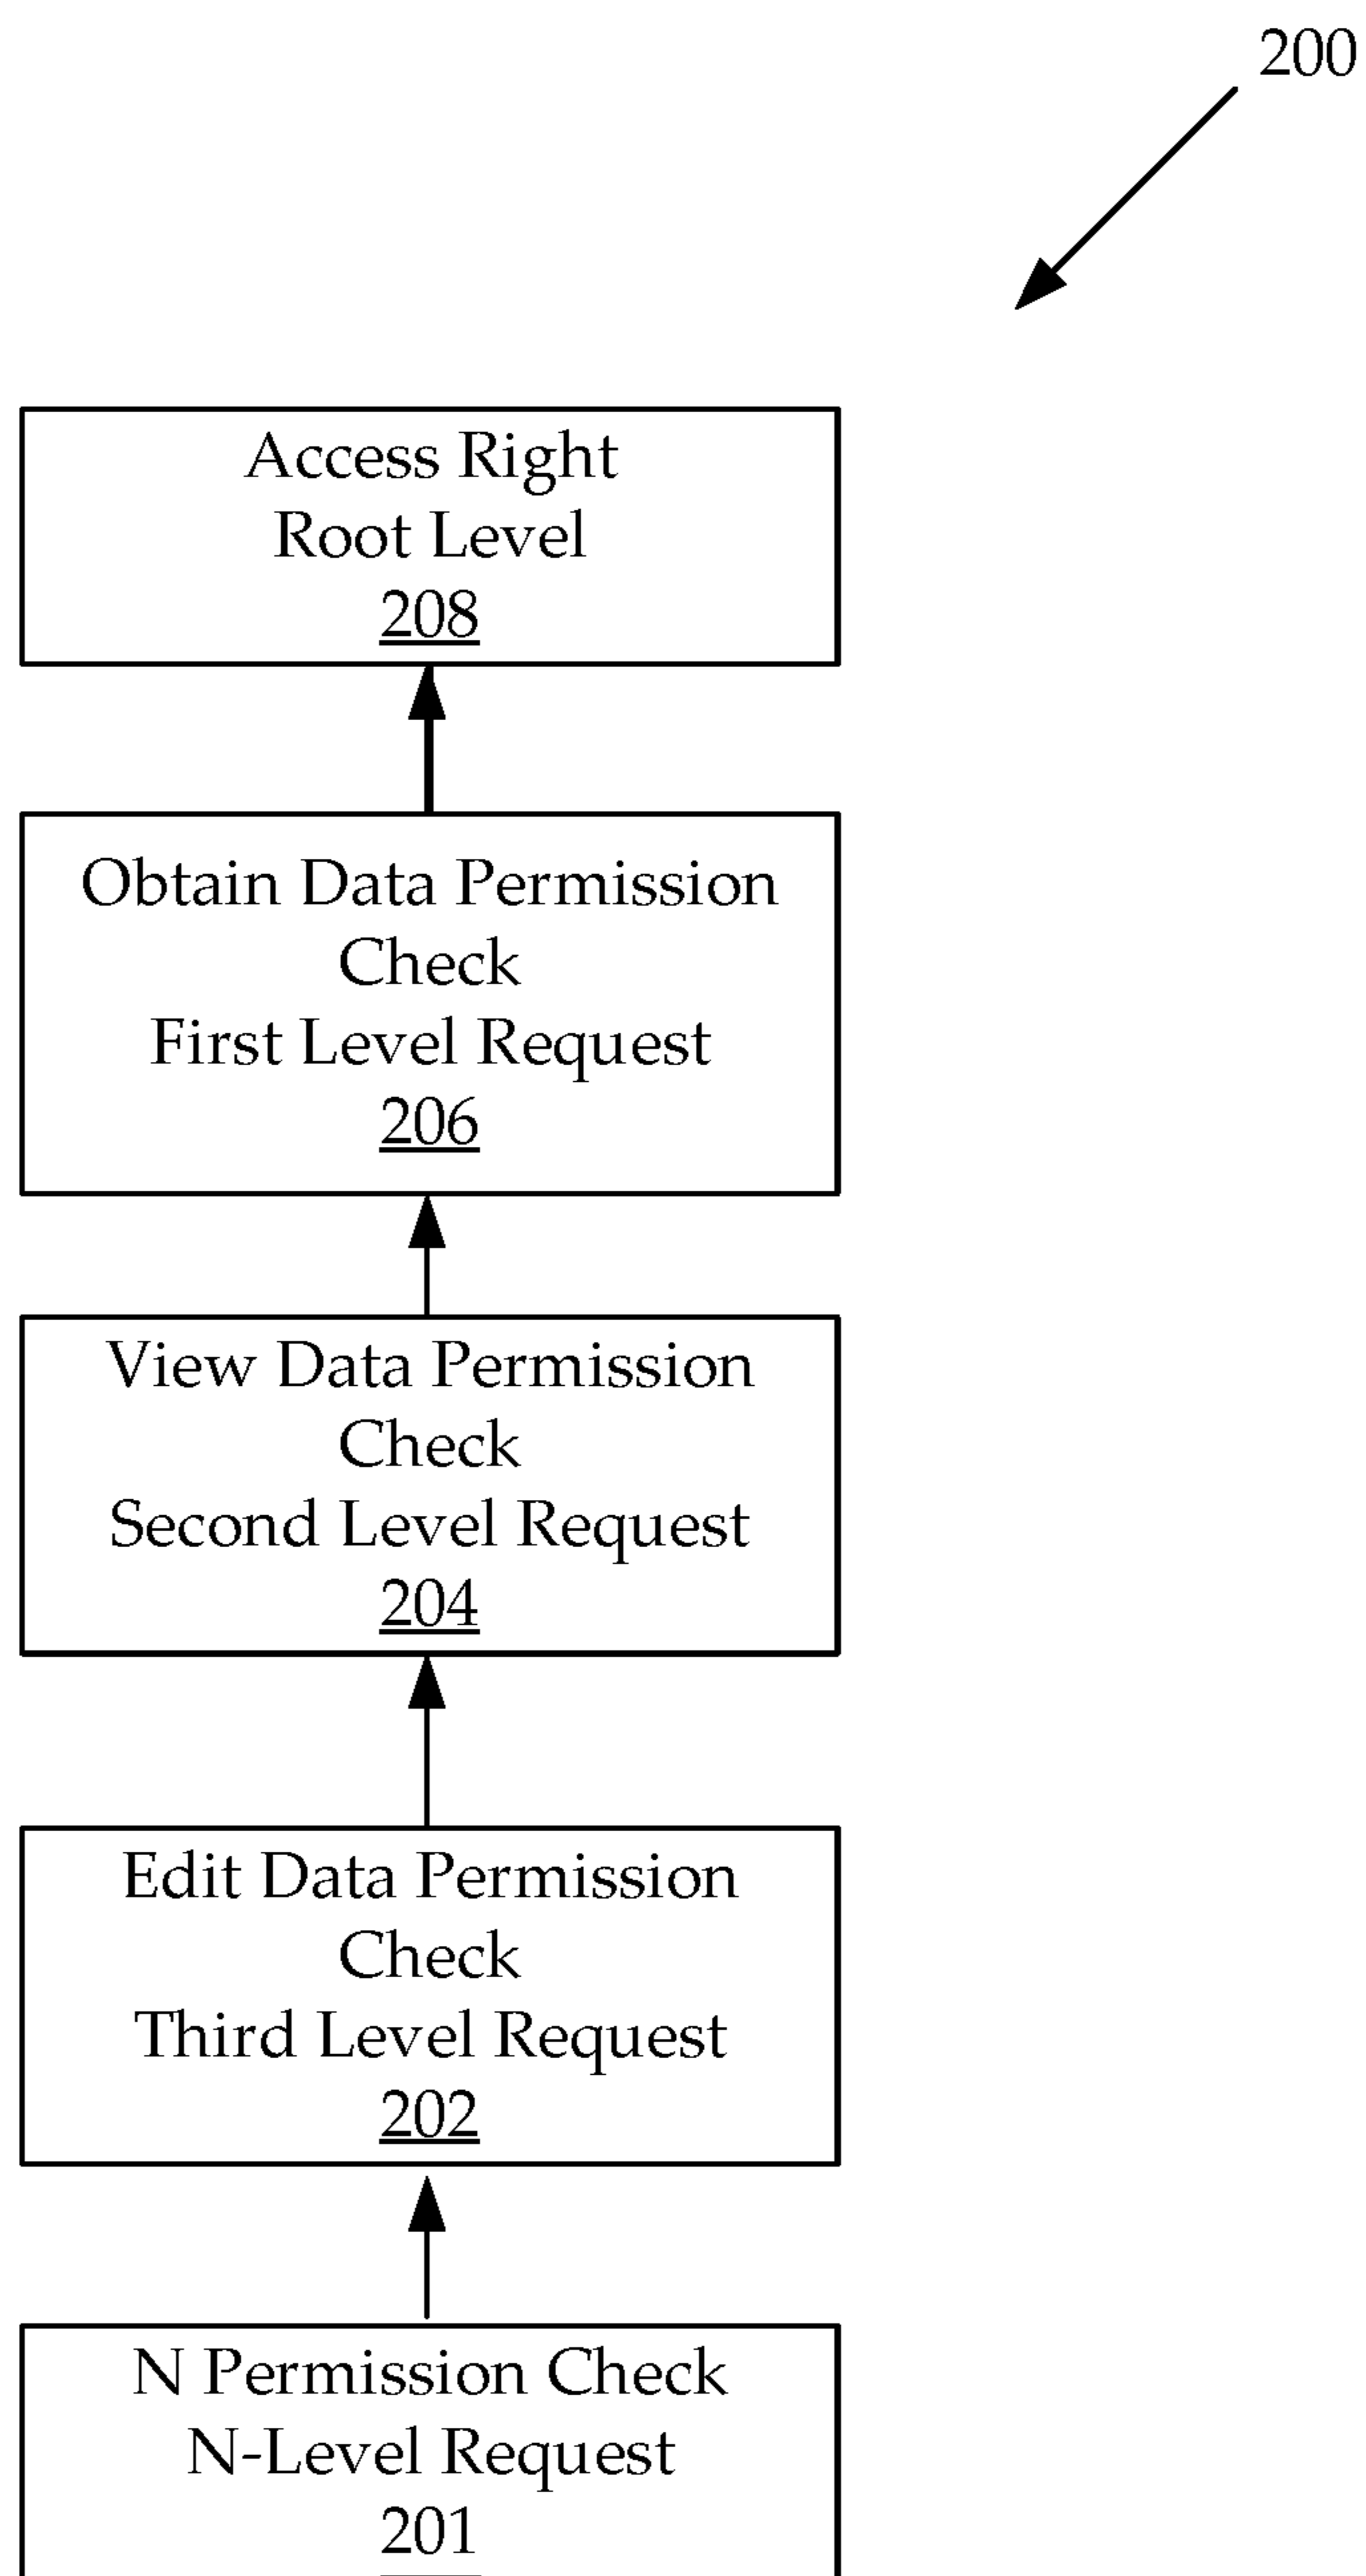 200
Access Right
Root Level
208
Obtain Data Permission
Check
First Level Request
206
View Data Permission
Check
Second Level Request
204
Edit Data Permission
Check
Third Level Request
202
N Permission Check
N-Level Request
201